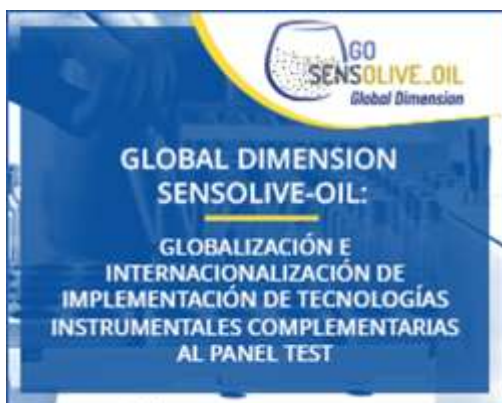 GO
SENSOLIVE_OIL
Global Dimension
GLOBAL DIMENSION
SENSOLIVE-OIL:
GLOBALIZACIÓN E
INTERNACIONALIZACIÓN DE
IMPLEMENTACIÓN DE TECNOLOGÍAS
INSTRUMENTALES COMPLEMENTARIAS
AL PANEL TEST